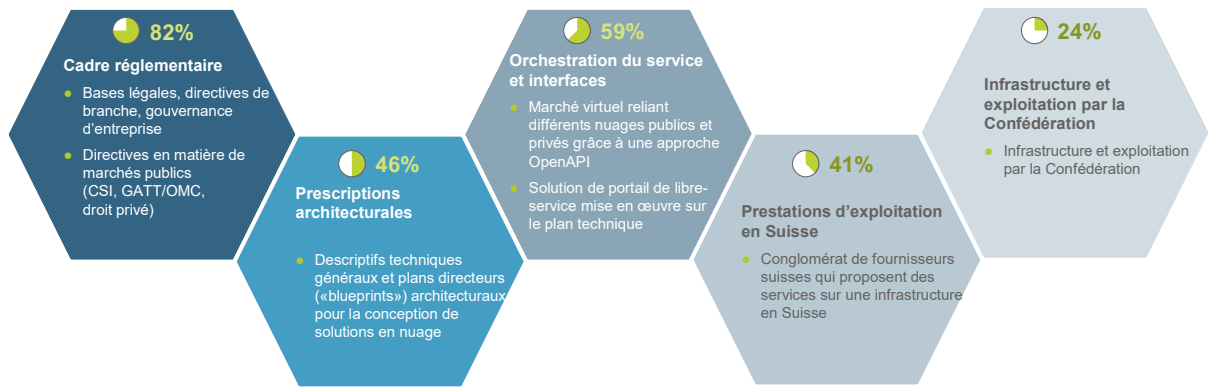 82%
Cadre réglementaire
• Bases légales, directives de
branche, gouvernance
d'entreprise
• Directives en matière de
marchés publics
(CSI, GATT/OMC,
droit privé)
46%
Prescriptions
architecturales
• Descriptifs techniques
généraux et plans directeurs
(«blueprints») architecturaux
pour la conception de
solutions en nuage
59%
Orchestration du service
et interfaces
• Marché virtuel reliant
différents nuages publics et
privés grâce à une approche
OpenAPI
• Solution de portail de libre-
service mise en œuvre sur
le plan technique
41%
Prestations d'exploitation
en Suisse
• Conglomérat de fournisseurs
suisses qui proposent des
services sur une infrastructure
en Suisse
24%
Infrastructure et
exploitation par la
Confédération
• Infrastructure et exploitation
par la Confédération